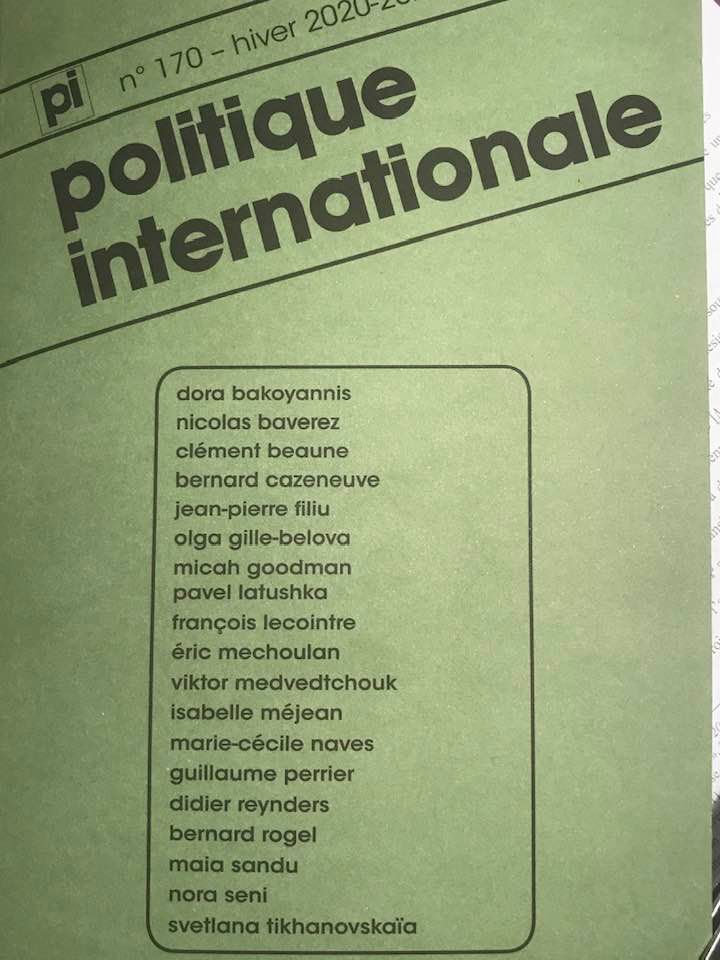 pi
n° 170 – hiver 2020-20
politique
internationale
dora bakoyannis
nicolas baverez
clément beaune
bernard cazeneuve
jean-pierre filiu
olga gille-belova
micah goodman
pavel latushka
françois lecointre
éric mechoulan
viktor medvedtchouk
isabelle méjean
marie-cécile naves
guillaume perrier
didier reynders
bernard rogel
maia sandu
nora seni
svetlana tikhanovskaïa